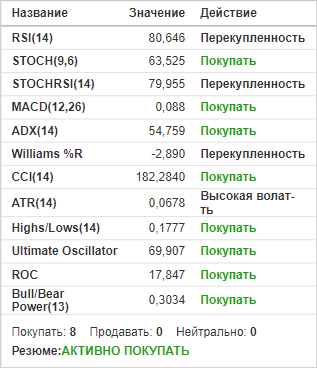 Название Значение Действие
RSI(14) 80,646 Перекупленность
STOCH(9,6) 63,525 Покупать
STOCHRSI(14) 79,955 Перекупленность
MACD(12,26) 0,088 Покупать
ADX(14) 54,759 Покупать
Williams %R -2,890 Перекупленность
CCI(14) 182,2840 Покупать
ATR(14) 0,0678 Высокая волат-
ть
Highs/Lows(14) 0,1777 Покупать
Ultimate Oscillator 69,907 Покупать
ROC 17,847 Покупать
Bull/Bear
Power(13) 0,3034 Покупать
Покупать: 8 Продавать: 0 Нейтрально: 0
Резюме:АКТИВНО ПОКУПАТЬ